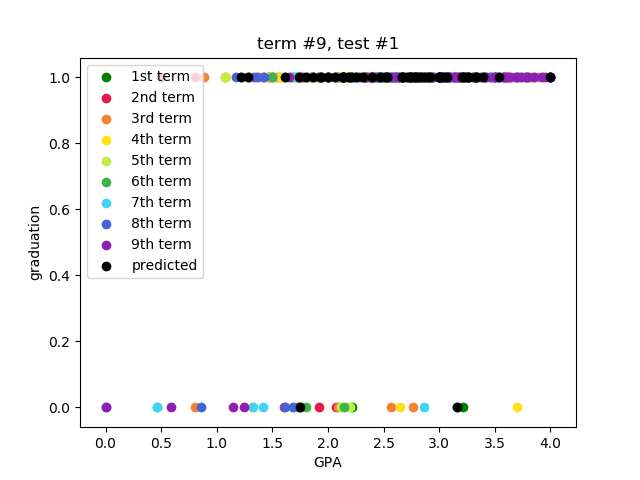 term #9, test #1
1st term
2nd term
3rd term
4th term
5th term
6th term
7th term
8th term
9th term
predicted
graduation
1.0
0.8
0.6
0.4
0.2
0.0
0.0 0.5 1.0 1.5 2.0 2.5 3.0 3.5 4.0
GPA